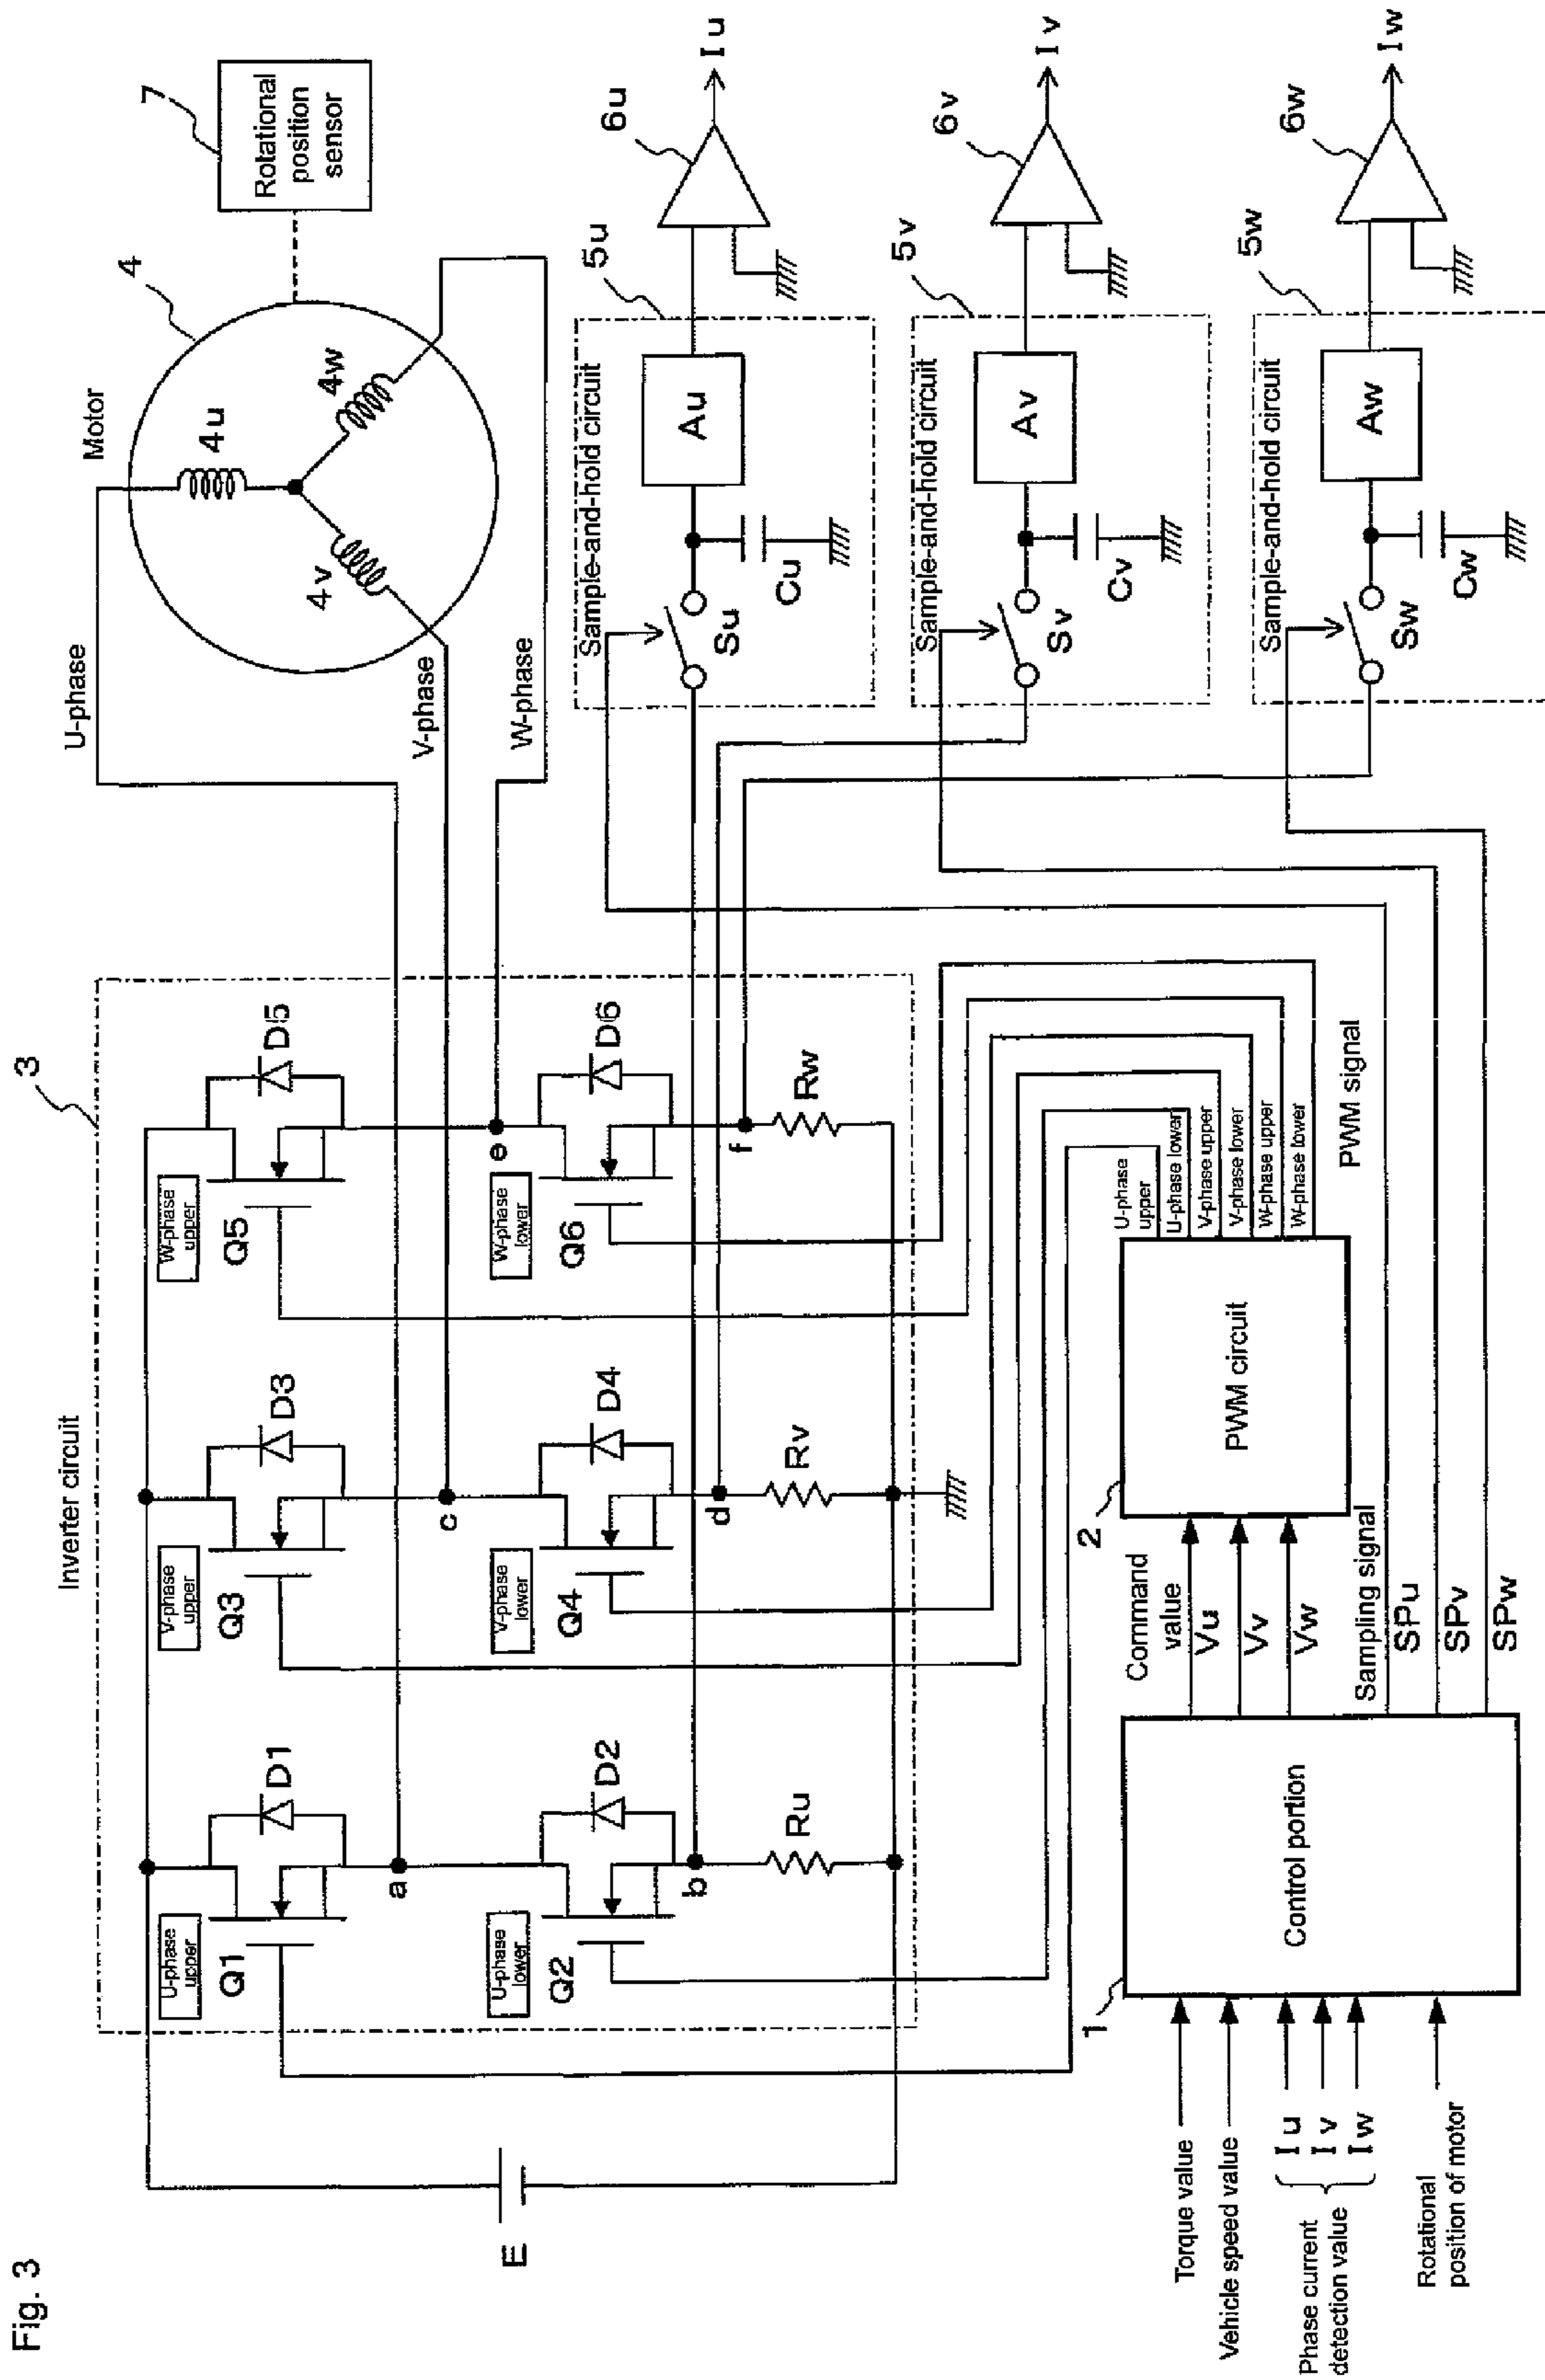 Fig. 3
Inverter circuit
3
U-phase
upper
Q1
D1
V-phase
upper
Q3
D3
W-phase
upper
Q5
D5
a
c
e
U-phase
lower
Q2
D2
V-phase
lower
Q4
D4
W-phase
lower
Q6
D6
b
d
f
Ru
Rv
Rw
E
U-phase
V-phase
W-phase
Motor
4
4u
4v
4w
7
Rotational
position
sensor
Sample-and-hold circuit
5u
Su
Cu
Au
6u
Iu
Sample-and-hold circuit
5v
Sv
Cv
Av
6v
Iv
Sample-and-hold circuit
5w
Sw
Cw
Aw
6w
Iw
Torque value
Vehicle speed value
Phase current
detection value
Iu
Iv
Iw
Rotational
position of motor
1
Control portion
Command
value
Vu
Vv
Vw
Sampling signal
SPu
SPv
SPw
2
PWM circuit
U-phase
upper
U-phase lower
V-phase upper
V-phase lower
W-phase upper
W-phase lower
PWM signal